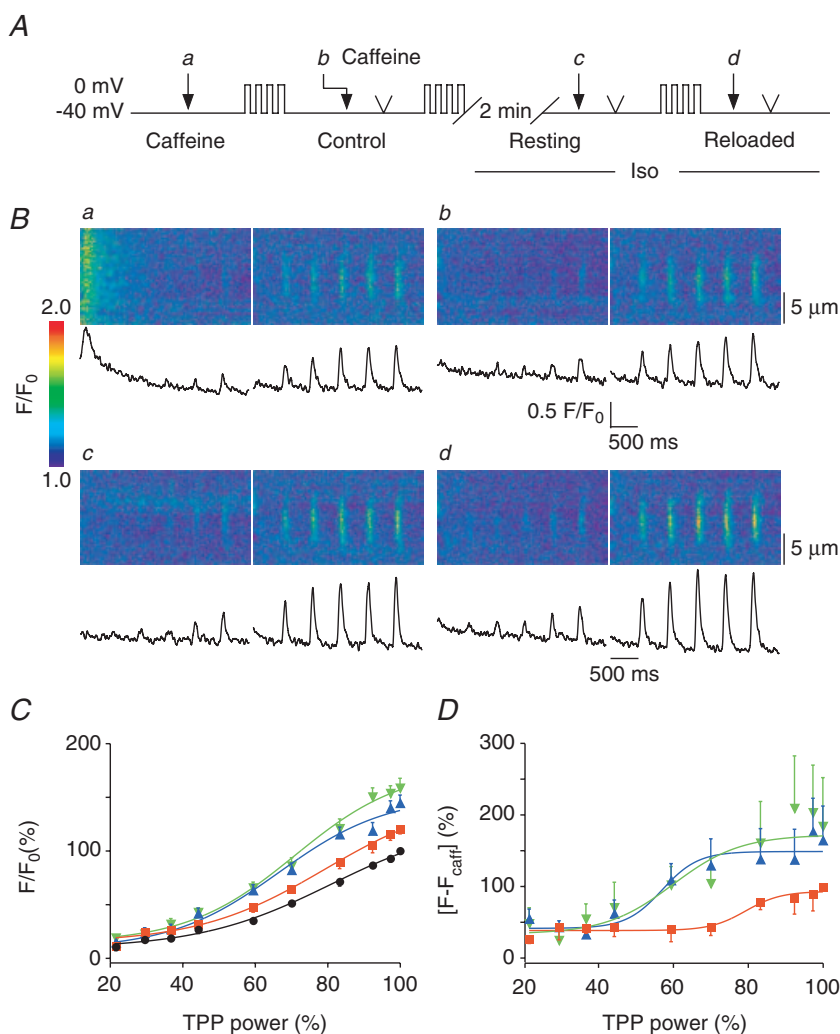 A
a
b
Caffeine
c
d
0 mV
-40 mV
2 min
Caffeine
Control
Resting
Reloaded
Iso
B
a
b
2.0
F/F0
1.0
5 μm
0.5 F/F0
500 ms
c
d
5 μm
500 ms
C
D
F/F0(%)
200
100
0
20 40 60 80 100
TPP power (%)
[F-Fcaff] (%)
300
200
100
0
20 40 60 80 100
TPP power (%)